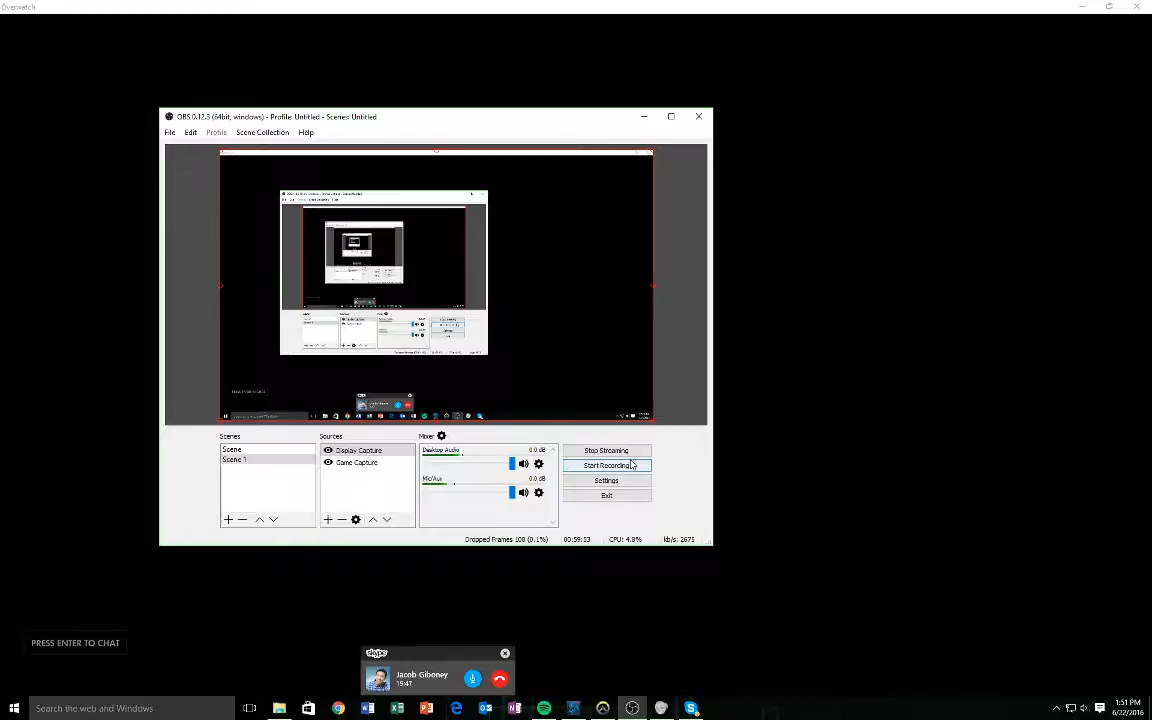 Overwatch
OBS 0.12.3 (64bit, windows) - Profile: Untitled - Scenes: Untitled
File Edit Profile Scene Collection Help
Scenes Sources Mixer
Scene
Scene 1
Display Capture
Game Capture
Desktop Audio 0.0 dB
Mic/Aux 0.0 dB
Stop Streaming
Start Recording
Settings
Exit
Dropped Frames 108 (0.1%) 00:59:53 CPU: 4.8% kb/s: 2675
PRESS ENTER TO CHAT
skype
Jacob Giboney
19:47
Search the web and Windows
1:51 PM
6/22/2016